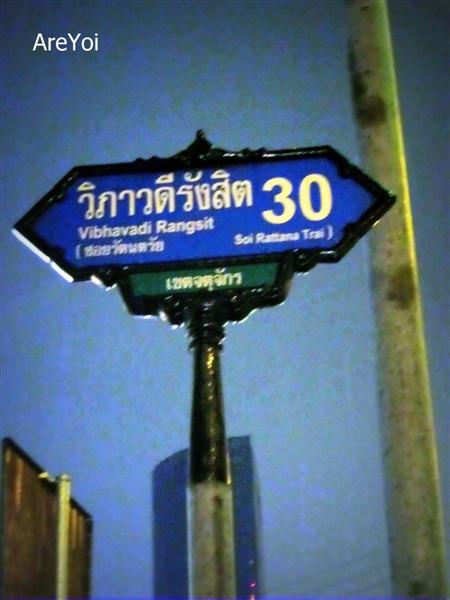 AreYoi
วิภาวดีรังสิต 30
Vibhavadi Rangsit
( ซอยรัตนตรัย Soi Rattana Trai )
เขตจตุจักร